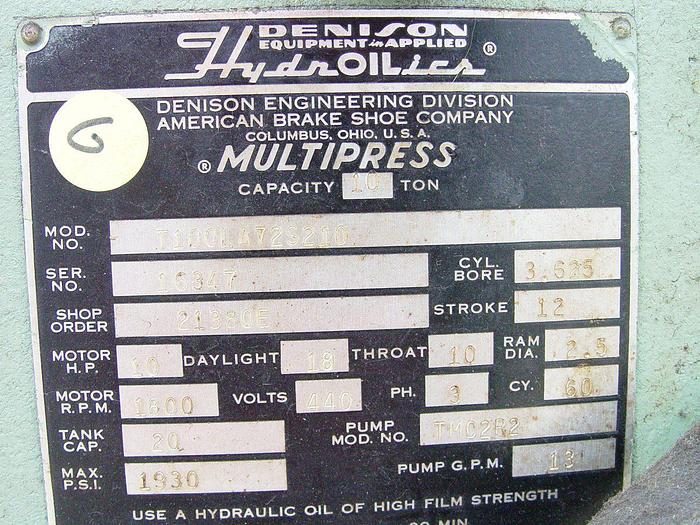 DENISON
EQUIPMENT in APPLIED
HydrOILics ®
DENISON ENGINEERING DIVISION
AMERICAN BRAKE SHOE COMPANY
COLUMBUS, OHIO, U. S. A.
® MULTIPRESS
CAPACITY 10 TON
G
MOD. NO.
SER. NO. 16347 CYL. BORE 3.625
SHOP ORDER 21380E STROKE 12
MOTOR H.P. 10 DAYLIGHT 18 THROAT 10 RAM DIA. 2.5
MOTOR R.P.M. 1800 VOLTS 440 PH. 3 CY. 60
TANK CAP. 20 PUMP MOD. NO. TMC2R2
MAX. P.S.I. 1930 PUMP G.P.M. 13
USE A HYDRAULIC OIL OF HIGH FILM STRENGTH
MIN.